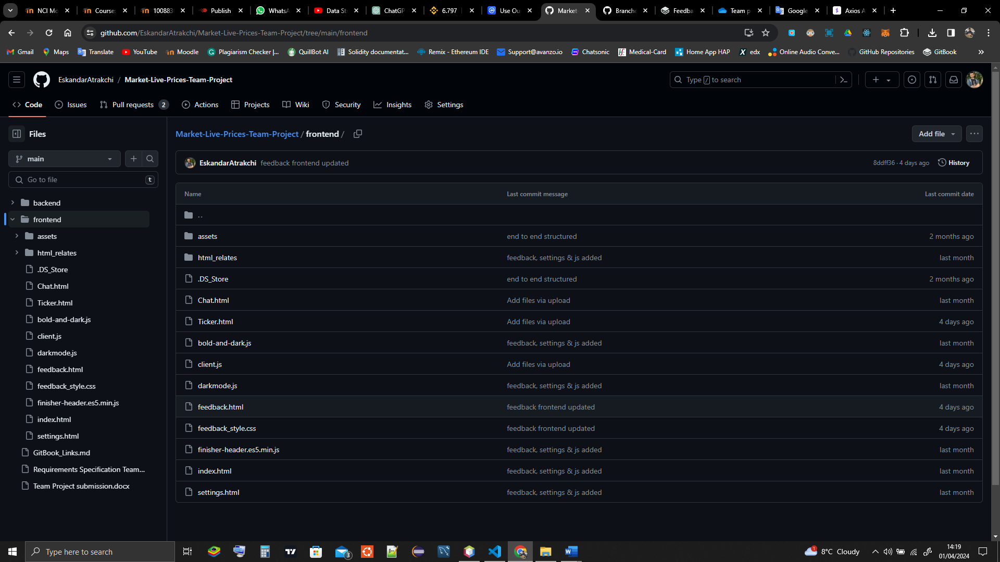 NCI Mo
Course
100883
Publish
WhatsA
Data St
ChatGP
6.797
Use Ou
Market-
Branche
Feedba
Team p
Google
Axios A
github.com/EskandarAtrakchi/Market-Live-Prices-Team-Project/tree/main/frontend
Gmail
Maps
Translate
YouTube
Moodle
Plagiarism Checker |...
QuillBot AI
Solidity documentat...
Remix - Ethereum IDE
Support@avanzo.io
Chatsonic
Medical-Card
Home App HAP
edx
Online Audio Conve...
GitHub Repositories
GitBook
EskandarAtrakchi / Market-Live-Prices-Team-Project
Type / to search
Code
Issues
Pull requests 2
Actions
Projects
Wiki
Security
Insights
Settings
Files
main
Go to file t
backend
frontend
assets
html_relates
.DS_Store
Chat.html
Ticker.html
bold-and-dark.js
client.js
darkmode.js
feedback.html
feedback_style.css
finisher-header.es5.min.js
index.html
settings.html
GitBook_Links.md
Requirements Specification Team...
Team Project submission.docx
Market-Live-Prices-Team-Project / frontend /
Add file
EskandarAtrakchi feedback frontend updated 8ddff36 · 4 days ago History
Name Last commit message Last commit date
..
assets end to end structured 2 months ago
html_relates feedback, settings & js added last month
.DS_Store end to end structured 2 months ago
Chat.html Add files via upload last month
Ticker.html Add files via upload 4 days ago
bold-and-dark.js feedback, settings & js added last month
client.js Add files via upload 4 days ago
darkmode.js feedback, settings & js added last month
feedback.html feedback frontend updated 4 days ago
feedback_style.css feedback frontend updated 4 days ago
finisher-header.es5.min.js feedback, settings & js added last month
index.html feedback, settings & js added last month
settings.html feedback, settings & js added last month
Type here to search
3
1
8°C Cloudy
14:19
01/04/2024